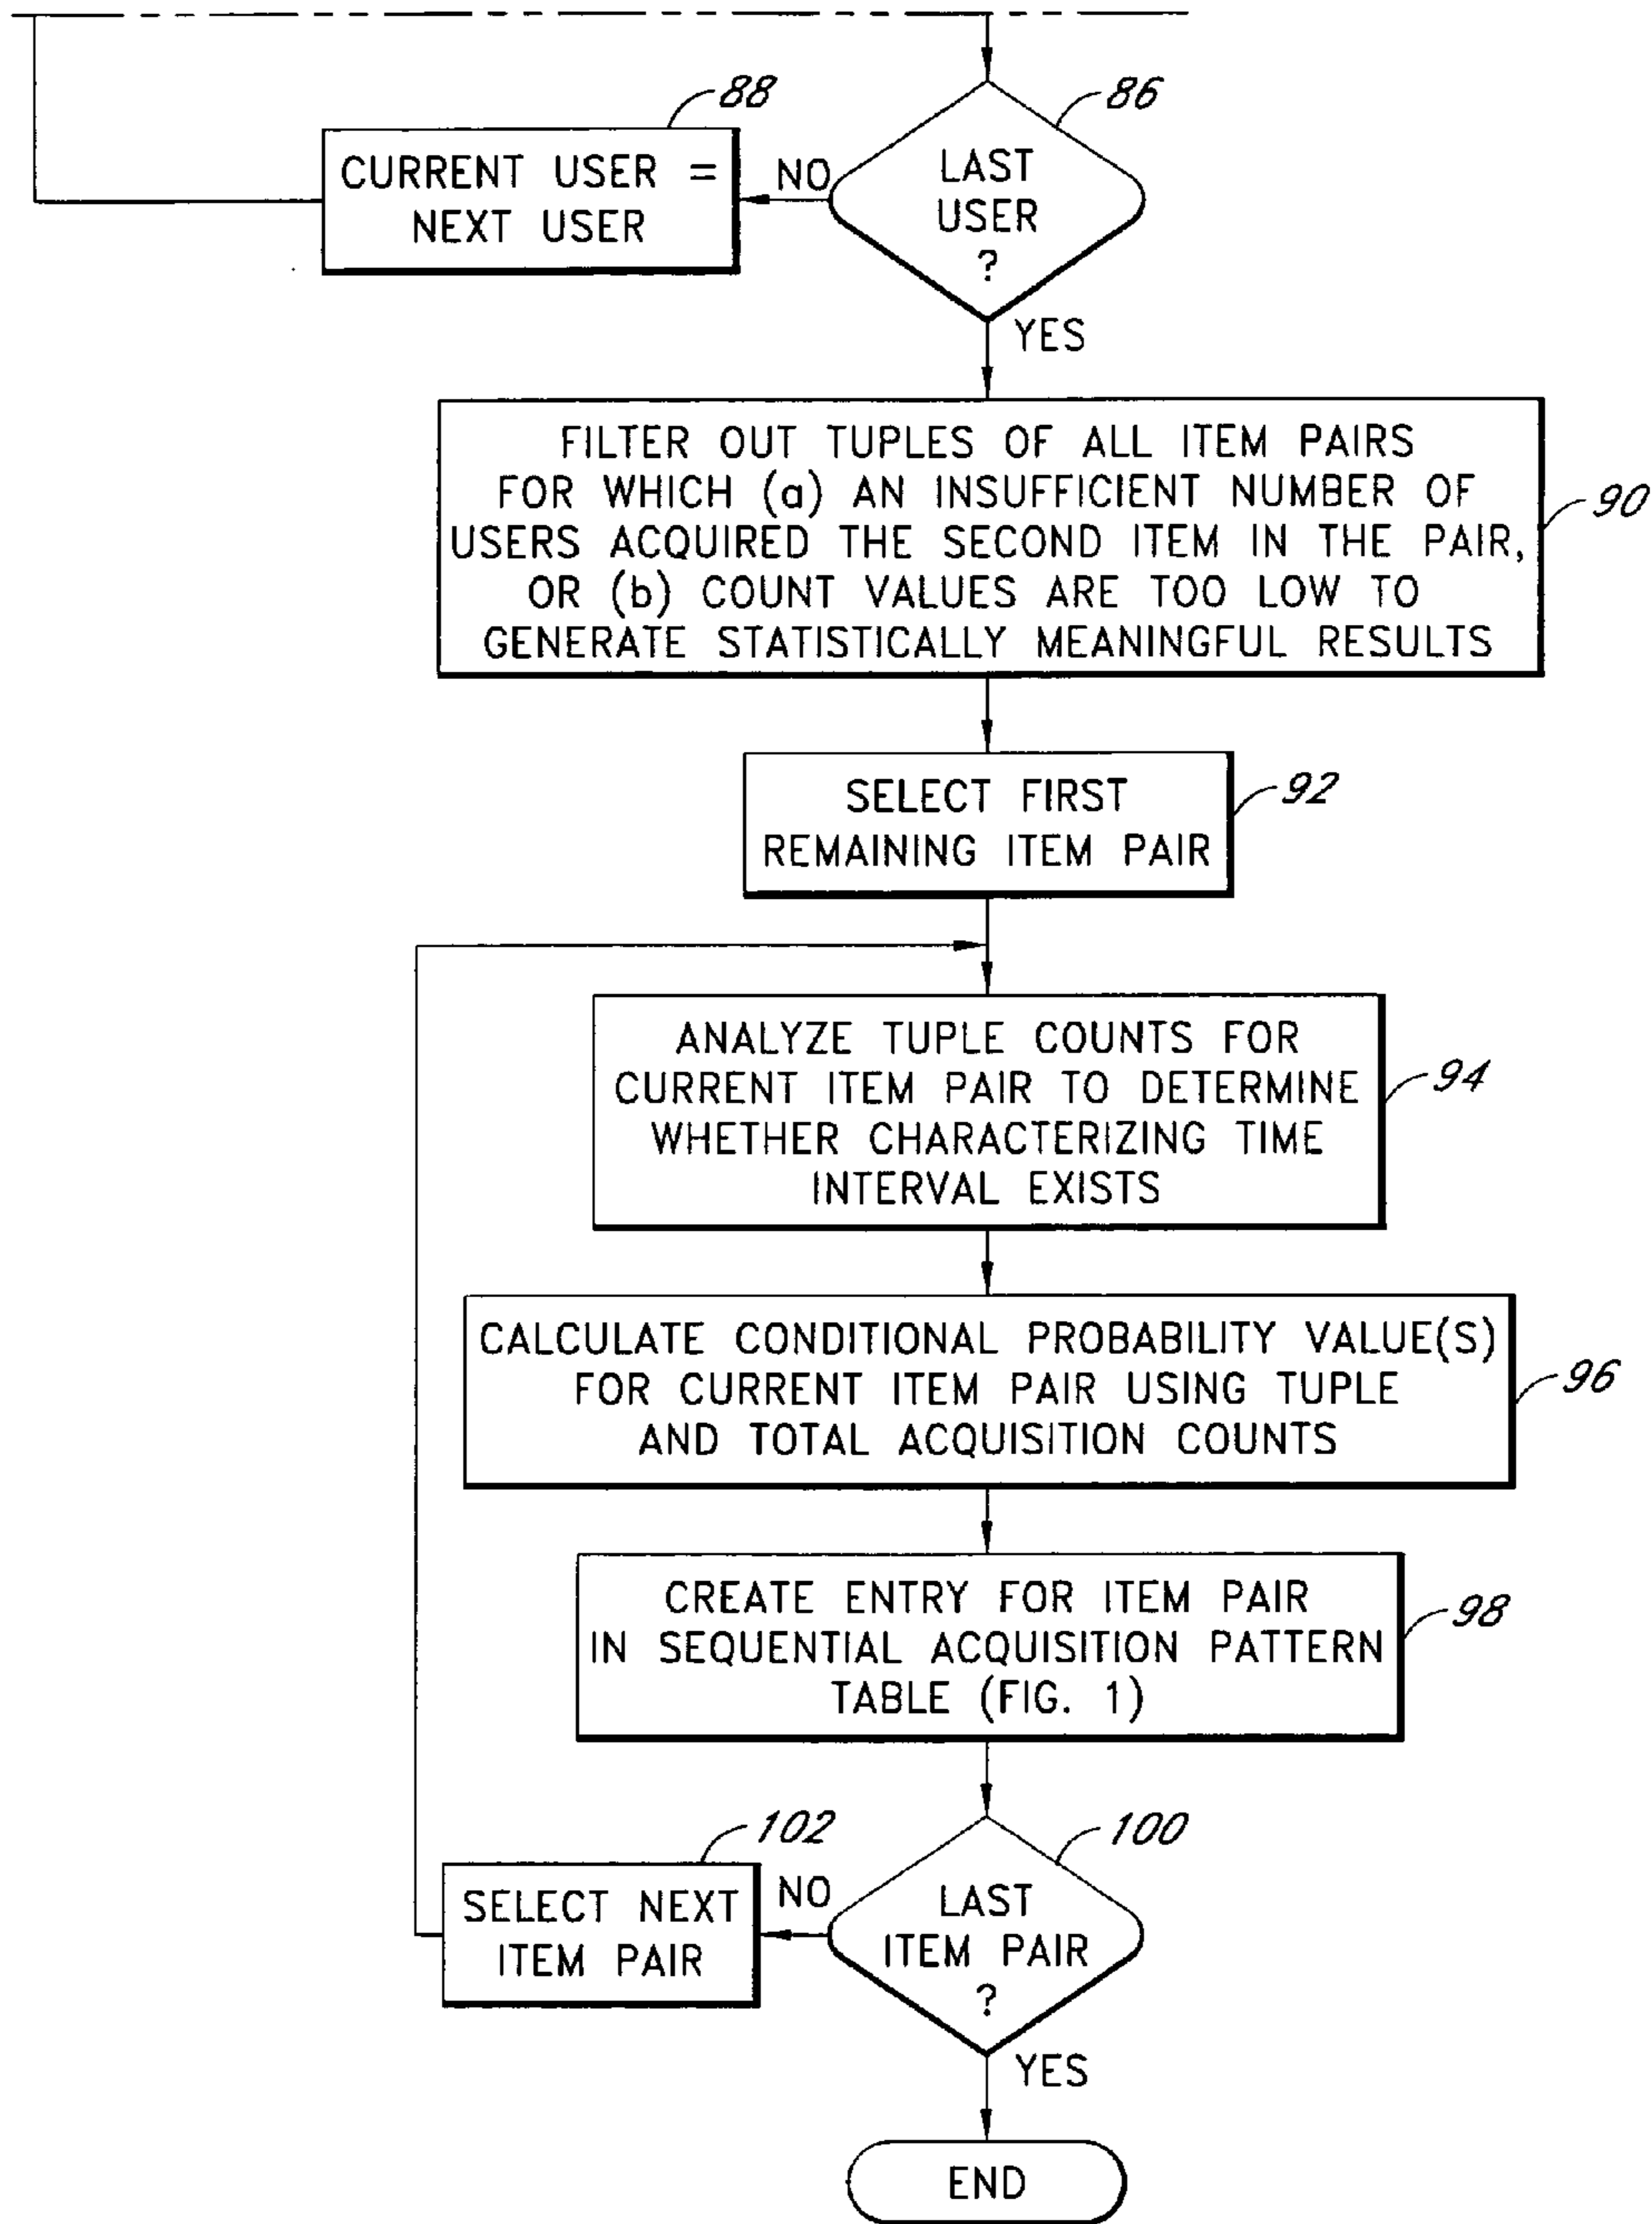 88
CURRENT USER =
NEXT USER
NO
86
LAST
USER
?
YES
FILTER OUT TUPLES OF ALL ITEM PAIRS
FOR WHICH (a) AN INSUFFICIENT NUMBER OF
USERS ACQUIRED THE SECOND ITEM IN THE PAIR,
OR (b) COUNT VALUES ARE TOO LOW TO
GENERATE STATISTICALLY MEANINGFUL RESULTS
90
SELECT FIRST
REMAINING ITEM PAIR
92
ANALYZE TUPLE COUNTS FOR
CURRENT ITEM PAIR TO DETERMINE
WHETHER CHARACTERIZING TIME
INTERVAL EXISTS
94
CALCULATE CONDITIONAL PROBABILITY VALUE(S)
FOR CURRENT ITEM PAIR USING TUPLE
AND TOTAL ACQUISITION COUNTS
96
CREATE ENTRY FOR ITEM PAIR
IN SEQUENTIAL ACQUISITION PATTERN
TABLE (FIG. 1)
98
102
SELECT NEXT
ITEM PAIR
NO
100
LAST
ITEM PAIR
?
YES
END